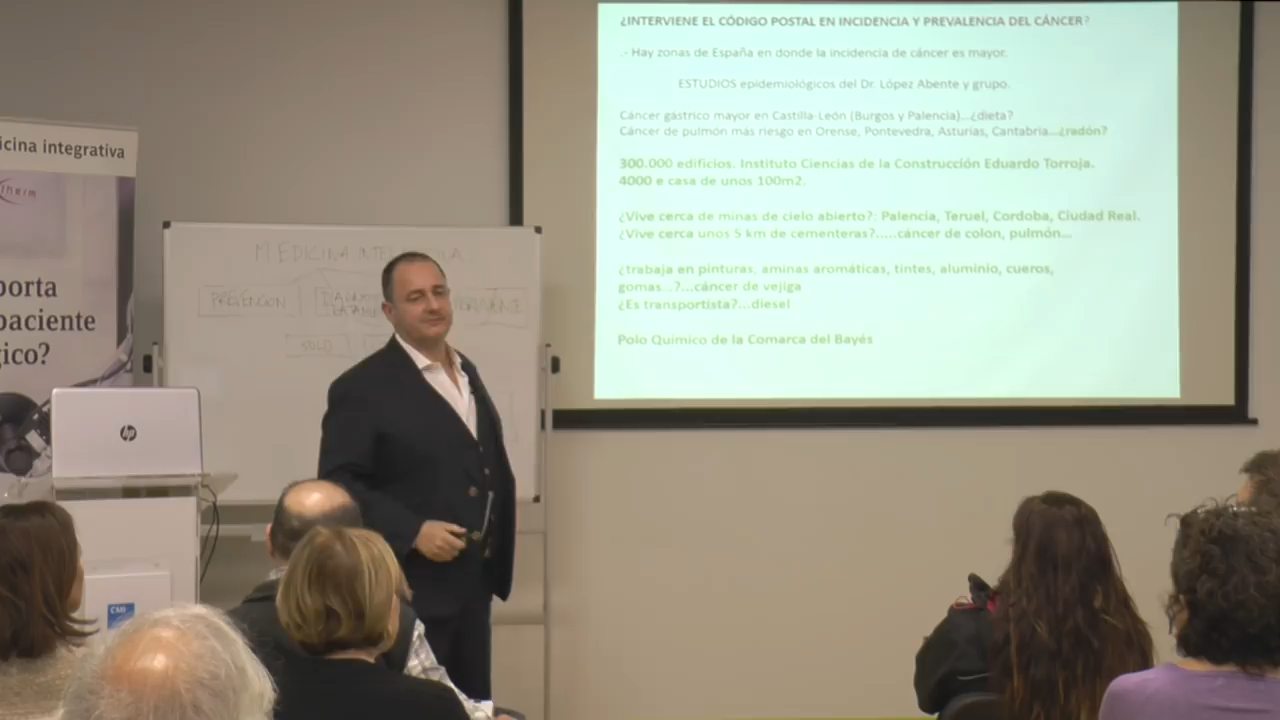 ¿INTERVIENE EL CÓDIGO POSTAL EN INCIDENCIA Y PREVALENCIA DEL CÁNCER?
.- Hay zonas de España en donde la incidencia de cáncer es mayor.
ESTUDIOS epidemiológicos del Dr. López Abente y grupo.
Cáncer gástrico mayor en Castilla-León (Burgos y Palencia)...¿dieta?
Cáncer de pulmón más riesgo en Orense, Pontevedra, Asturias, Cantabria...¿radón?
300.000 edificios. Instituto Ciencias de la Construcción Eduardo Torroja.
4000 e casa de unos 100m2.
¿Vive cerca de minas de cielo abierto?: Palencia, Teruel, Cordoba, Ciudad Real.
¿Vive cerca unos 5 km de cementeras?.....cáncer de colon, pulmón...
¿trabaja en pinturas, aminas aromáticas, tintes, aluminio, cueros,
gomas...?...cáncer de vejiga
¿Es transportista?...diesel
Polo Químico de la Comarca del Bayés
icina integrativa
therm
porta
paciente
gico?
MEDICINA INTEGRATIVA
PREVENCION
SOLO
hp